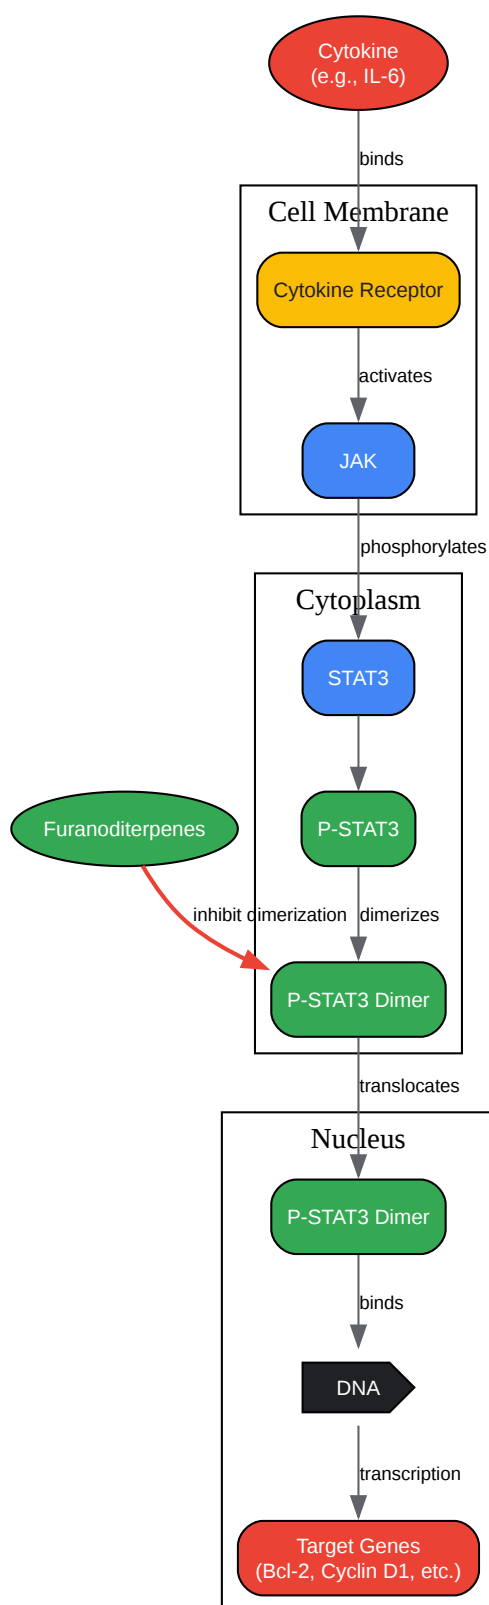 Cytokine
(e.g., IL-6)
binds
Cell Membrane
Cytokine Receptor
activates
JAK
phosphorylates
Cytoplasm
STAT3
Furanoditerpenes
P-STAT3
inhibit dimerization
dimerizes
P-STAT3 Dimer
translocates
Nucleus
P-STAT3 Dimer
binds
DNA
transcription
Target Genes
(Bcl-2, Cyclin D1, etc.)